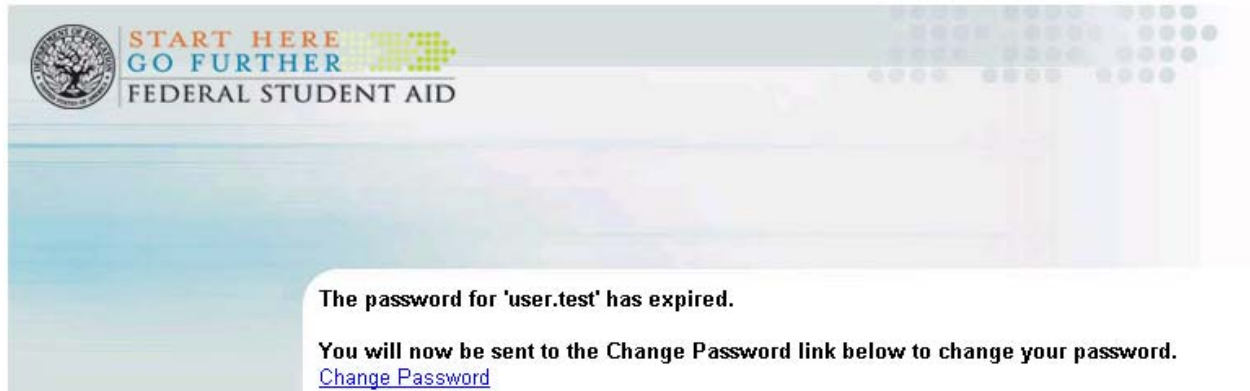 START HERE
GO FURTHER
FEDERAL STUDENT AID
The password for 'user.test' has expired.
You will now be sent to the Change Password link below to change your password.
Change Password